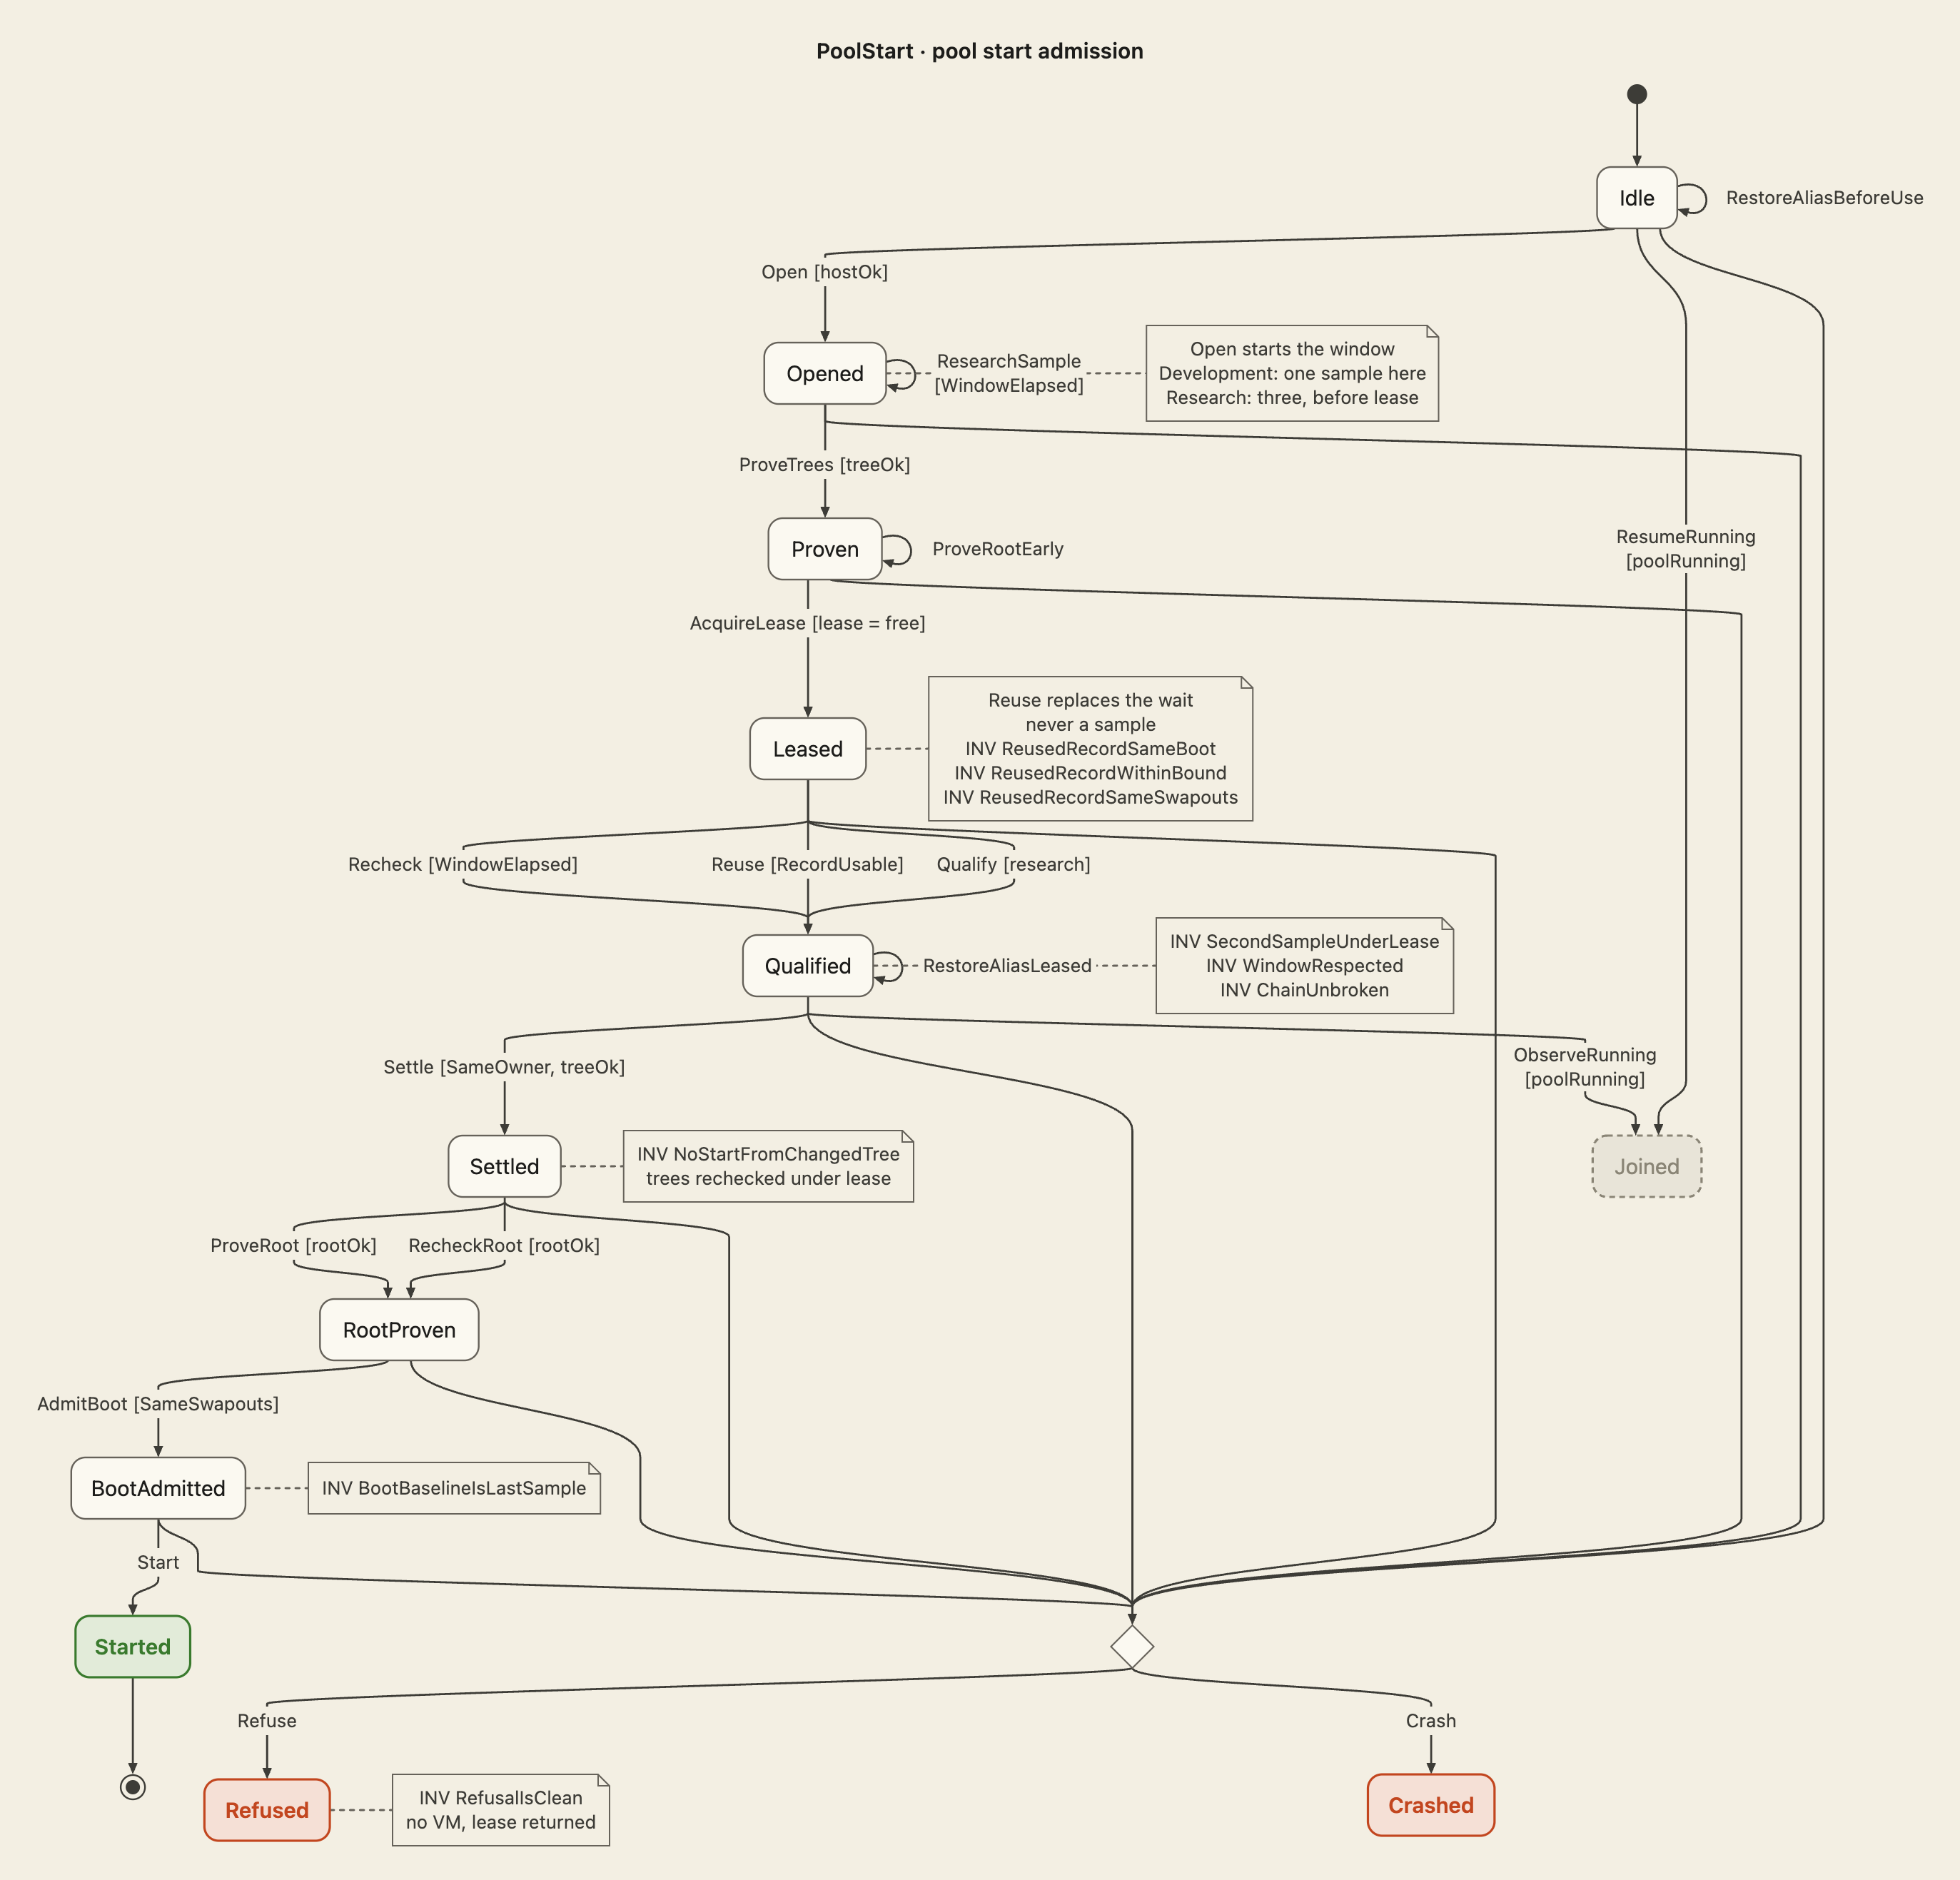 PoolStart · pool start admission
Idle
RestoreAliasBeforeUse
Open [hostOk]
Opened
ResearchSample
[WindowElapsed]
Open starts the window
Development: one sample here
Research: three, before lease
ProveTrees [treeOk]
Proven
ProveRootEarly
ResumeRunning
[poolRunning]
AcquireLease [lease = free]
Leased
Reuse replaces the wait
never a sample
INV ReusedRecordSameBoot
INV ReusedRecordWithinBound
INV ReusedRecordSameSwapouts
Recheck [WindowElapsed]
Reuse [RecordUsable]
Qualify [research]
Qualified
RestoreAliasLeased
INV SecondSampleUnderLease
INV WindowRespected
INV ChainUnbroken
Settle [SameOwner, treeOk]
ObserveRunning
[poolRunning]
Settled
INV NoStartFromChangedTree
trees rechecked under lease
Joined
ProveRoot [rootOk]
RecheckRoot [rootOk]
RootProven
AdmitBoot [SameSwapouts]
BootAdmitted
INV BootBaselineIsLastSample
Start
Started
Refuse
Crash
Refused
INV RefusalIsClean
no VM, lease returned
Crashed